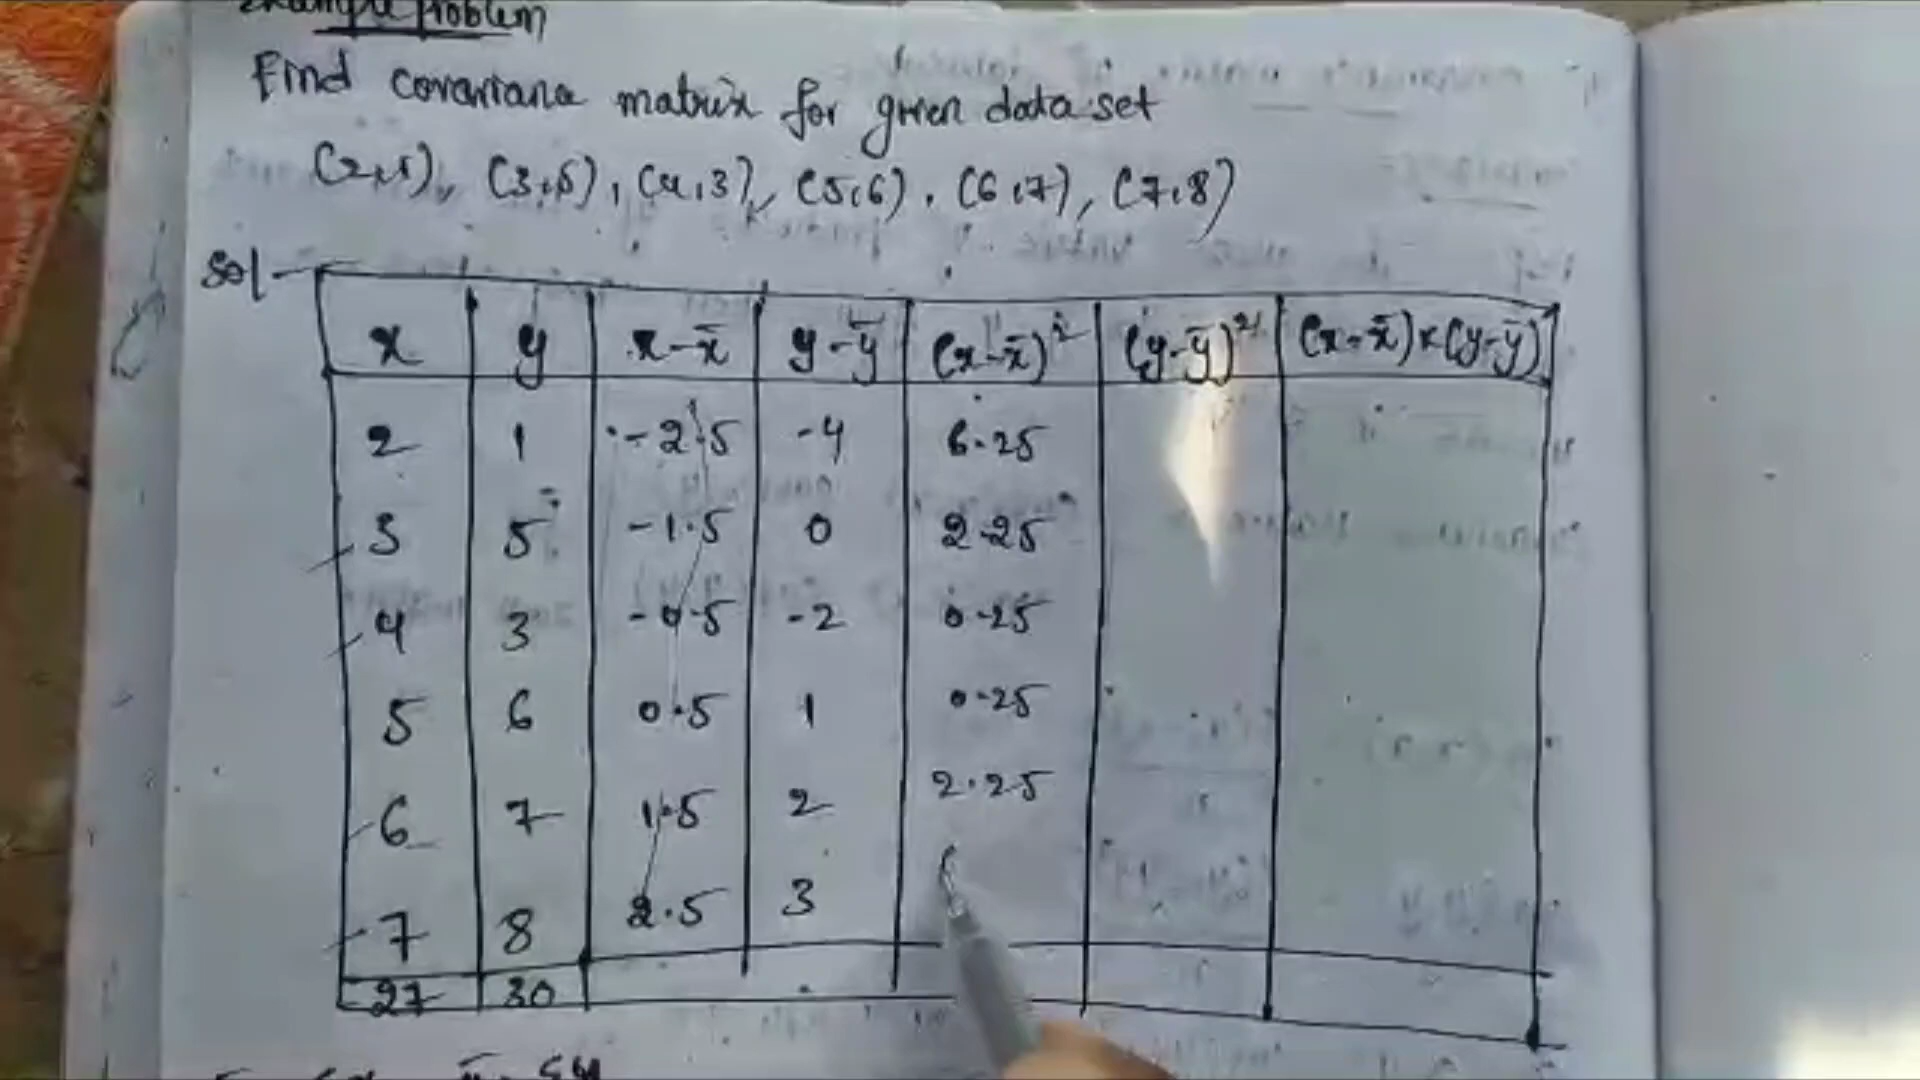 Example problem
Find covariance matrix for given data set
(2,1), (3,5), (4,3), (5,6), (6,7), (7,8)
Sol
x y x-x̄ y-ȳ (x-x̄)² (y-ȳ)² (x-x̄)×(y-ȳ)
2 1 -2.5 -4 6.25
3 5 -1.5 0 2.25
4 3 -0.5 -2 0.25
5 6 0.5 1 0.25
6 7 1.5 2 2.25
7 8 2.5 3
27 30